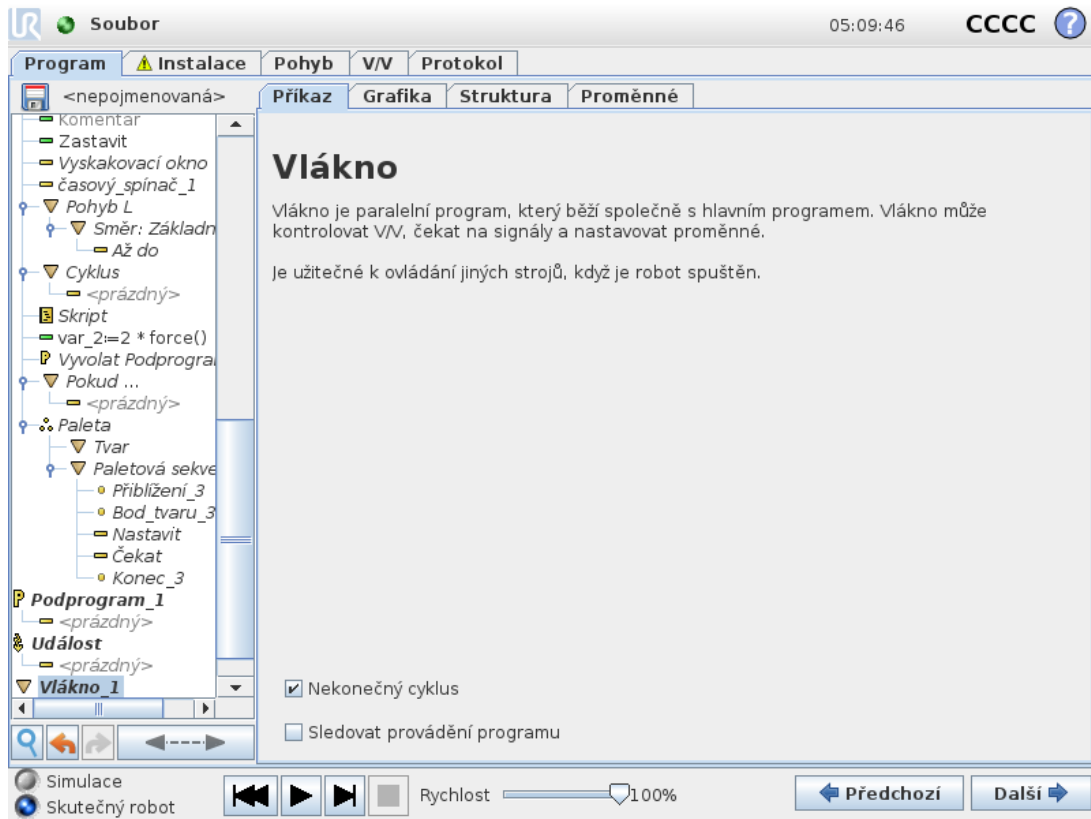 Soubor
05:09:46
CCCC
?
Program
Instalace
Pohyb
V/V
Protokol
<nepojmenovaná>
Příkaz
Grafika
Struktura
Proměnné
Komentar
Zastavit
Vyskakovací okno
časový_spínač_1
Pohyb L
Směr: Základn
Až do
Cyklus
<prázdný>
Skript
var_2:=2 * force()
Vyvolat Podprogra
Pokud ...
<prázdný>
Paleta
Tvar
Paletová sekve
Přiblížení_3
Bod_tvaru_3
Nastavit
Čekat
Konec_3
Podprogram_1
<prázdný>
Událost
<prázdný>
Vlákno_1
Vlákno
Vlákno je paralelní program, který běží společně s hlavním programem. Vlákno může
kontrolovat V/V, čekat na signály a nastavovat proměnné.
Je užitečné k ovládání jiných strojů, když je robot spuštěn.
Nekonečný cyklus
Sledovat provádění programu
Simulace
Skutečný robot
Rychlost
100%
Předchozí
Další